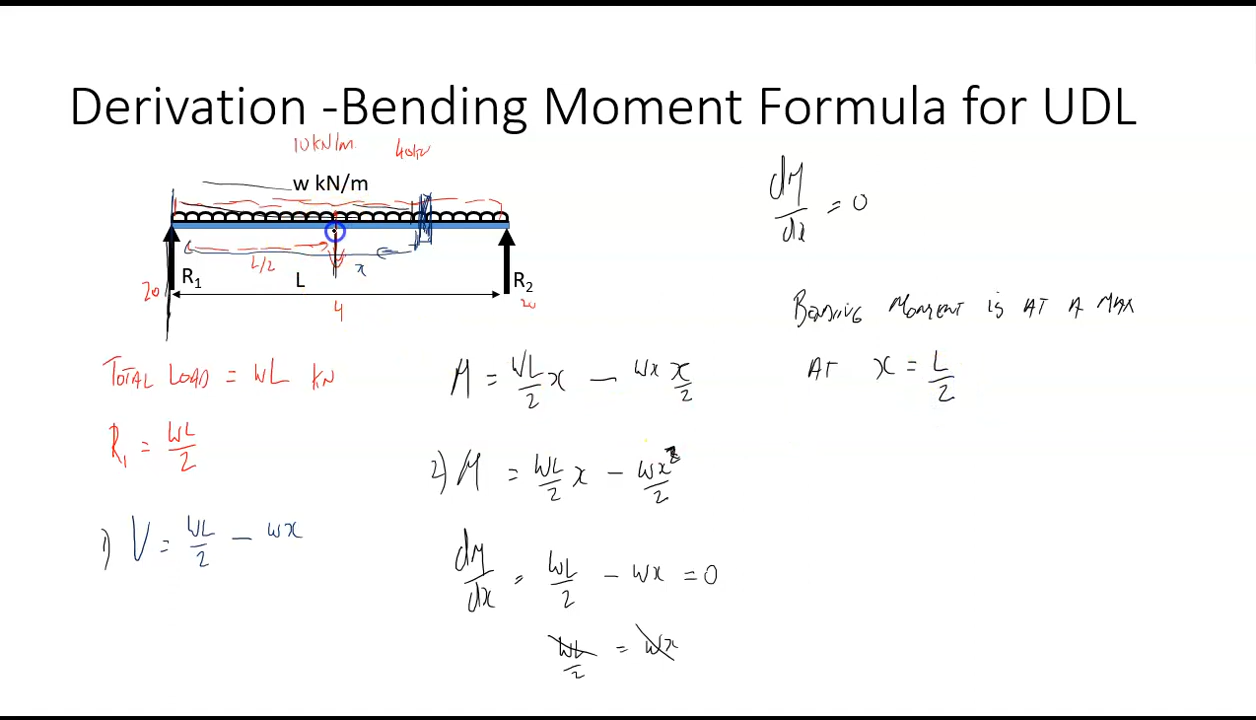 Derivation -Bending Moment Formula for UDL
10kN/m 40kN
w kN/m
L/2 x
R₁ L R₂
20 4 20
TOTAL LOAD = WL KN
R₁ = WL/2
1) V = WL/2 - wx
M = WL/2 x - wx x/2
2) M = WL/2 x - wx²/2
dM/dx = WL/2 - wx = 0
WL/2 = wx
dM/dx = 0
BENDING MOMENT IS AT A MAX
AT x = L/2